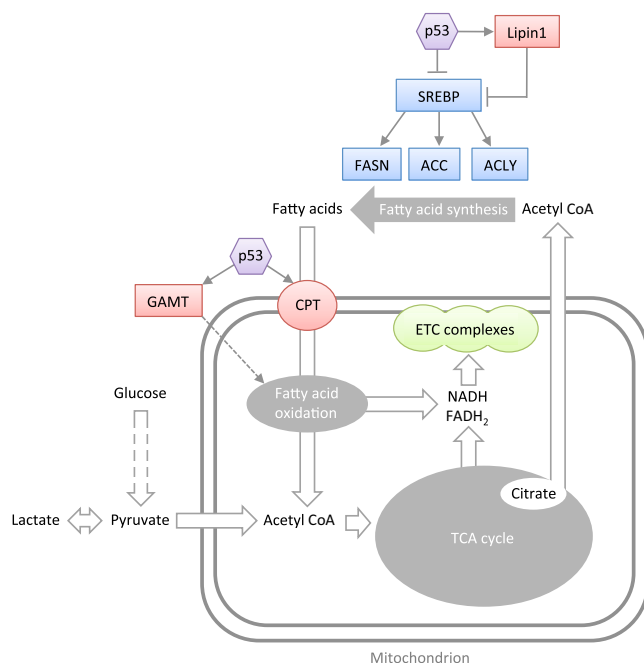 p53
Lipin1
SREBP
FASN
ACC
ACLY
Fatty acids
Fatty acid synthesis
Acetyl CoA
p53
GAMT
CPT
ETC complexes
Glucose
Fatty acid
oxidation
NADH
FADH2
Citrate
Lactate
Pyruvate
Acetyl CoA
TCA cycle
Mitochondrion